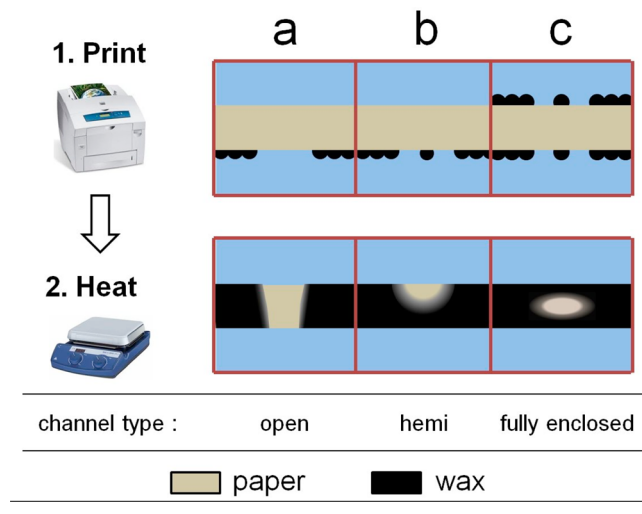 a b c
1. Print
2. Heat
channel type : open hemi fully enclosed
paper wax